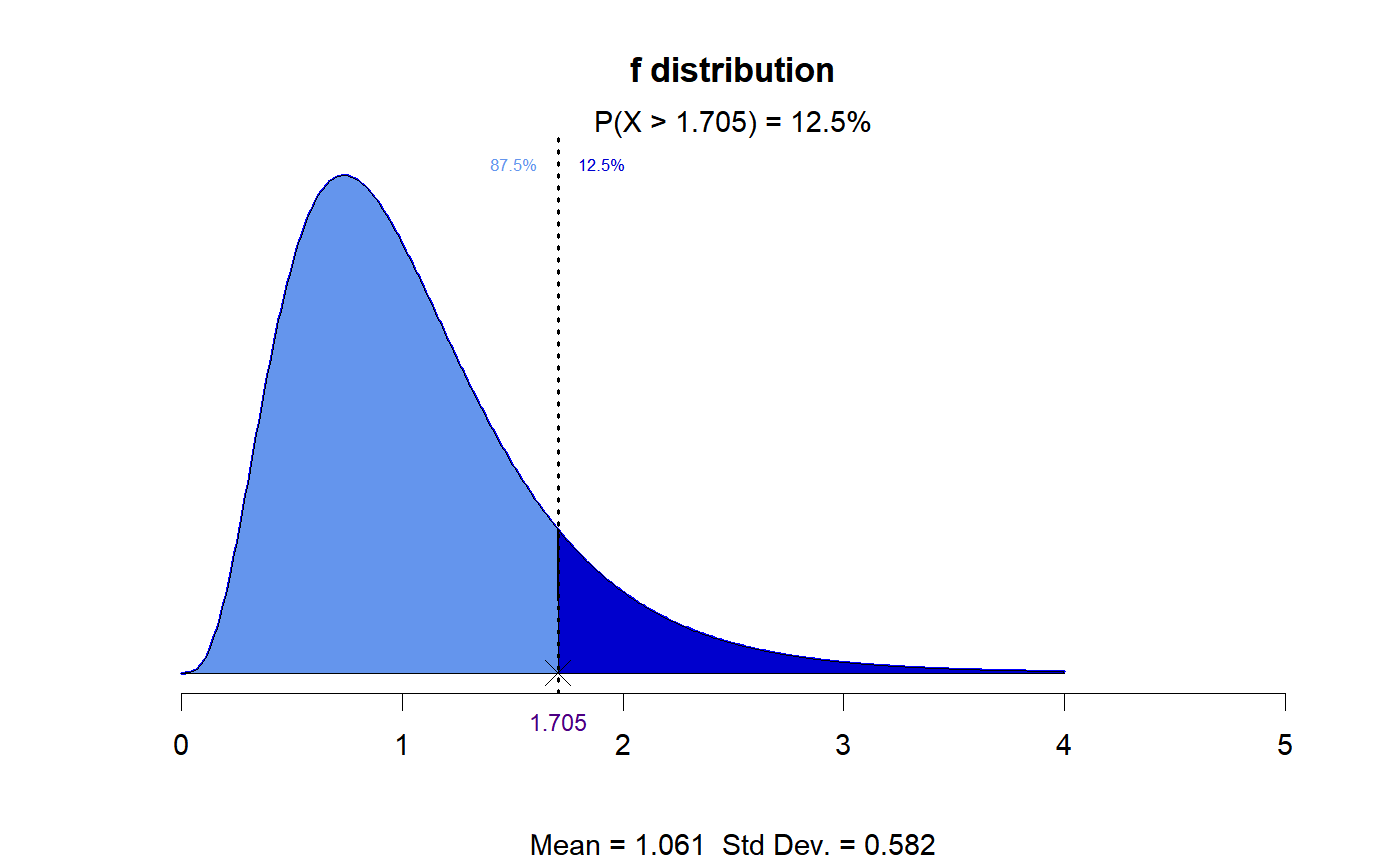 f distribution
P(X > 1.705) = 12.5%
87.5% 12.5%
1.705
0 1 2 3 4 5
Mean = 1.061  Std Dev. = 0.582